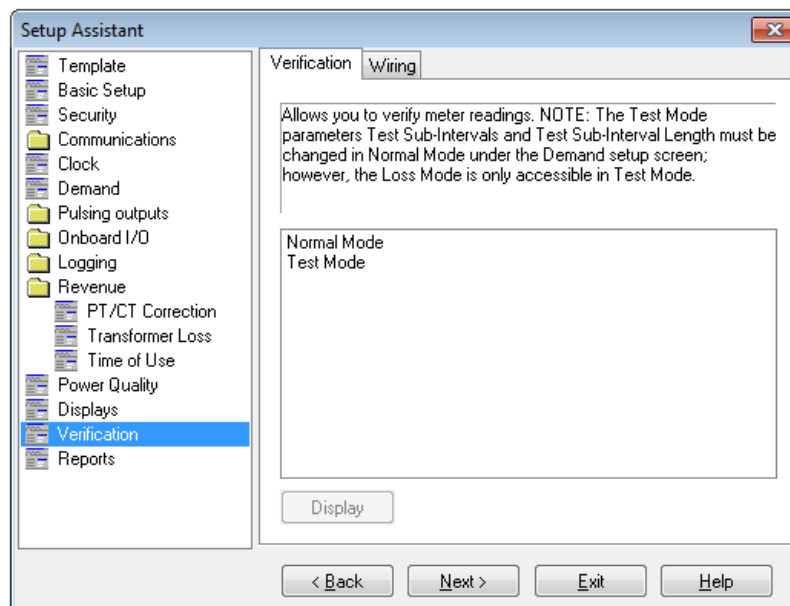 Setup Assistant
Template
Basic Setup
Security
Communications
Clock
Demand
Pulsing outputs
Onboard I/O
Logging
Revenue
PT/CT Correction
Transformer Loss
Time of Use
Power Quality
Displays
Verification
Reports
Verification
Wiring
Allows you to verify meter readings. NOTE: The Test Mode
parameters Test Sub-Intervals and Test Sub-Interval Length must be
changed in Normal Mode under the Demand setup screen;
however, the Loss Mode is only accessible in Test Mode.
Normal Mode
Test Mode
Display
< Back
Next >
Exit
Help